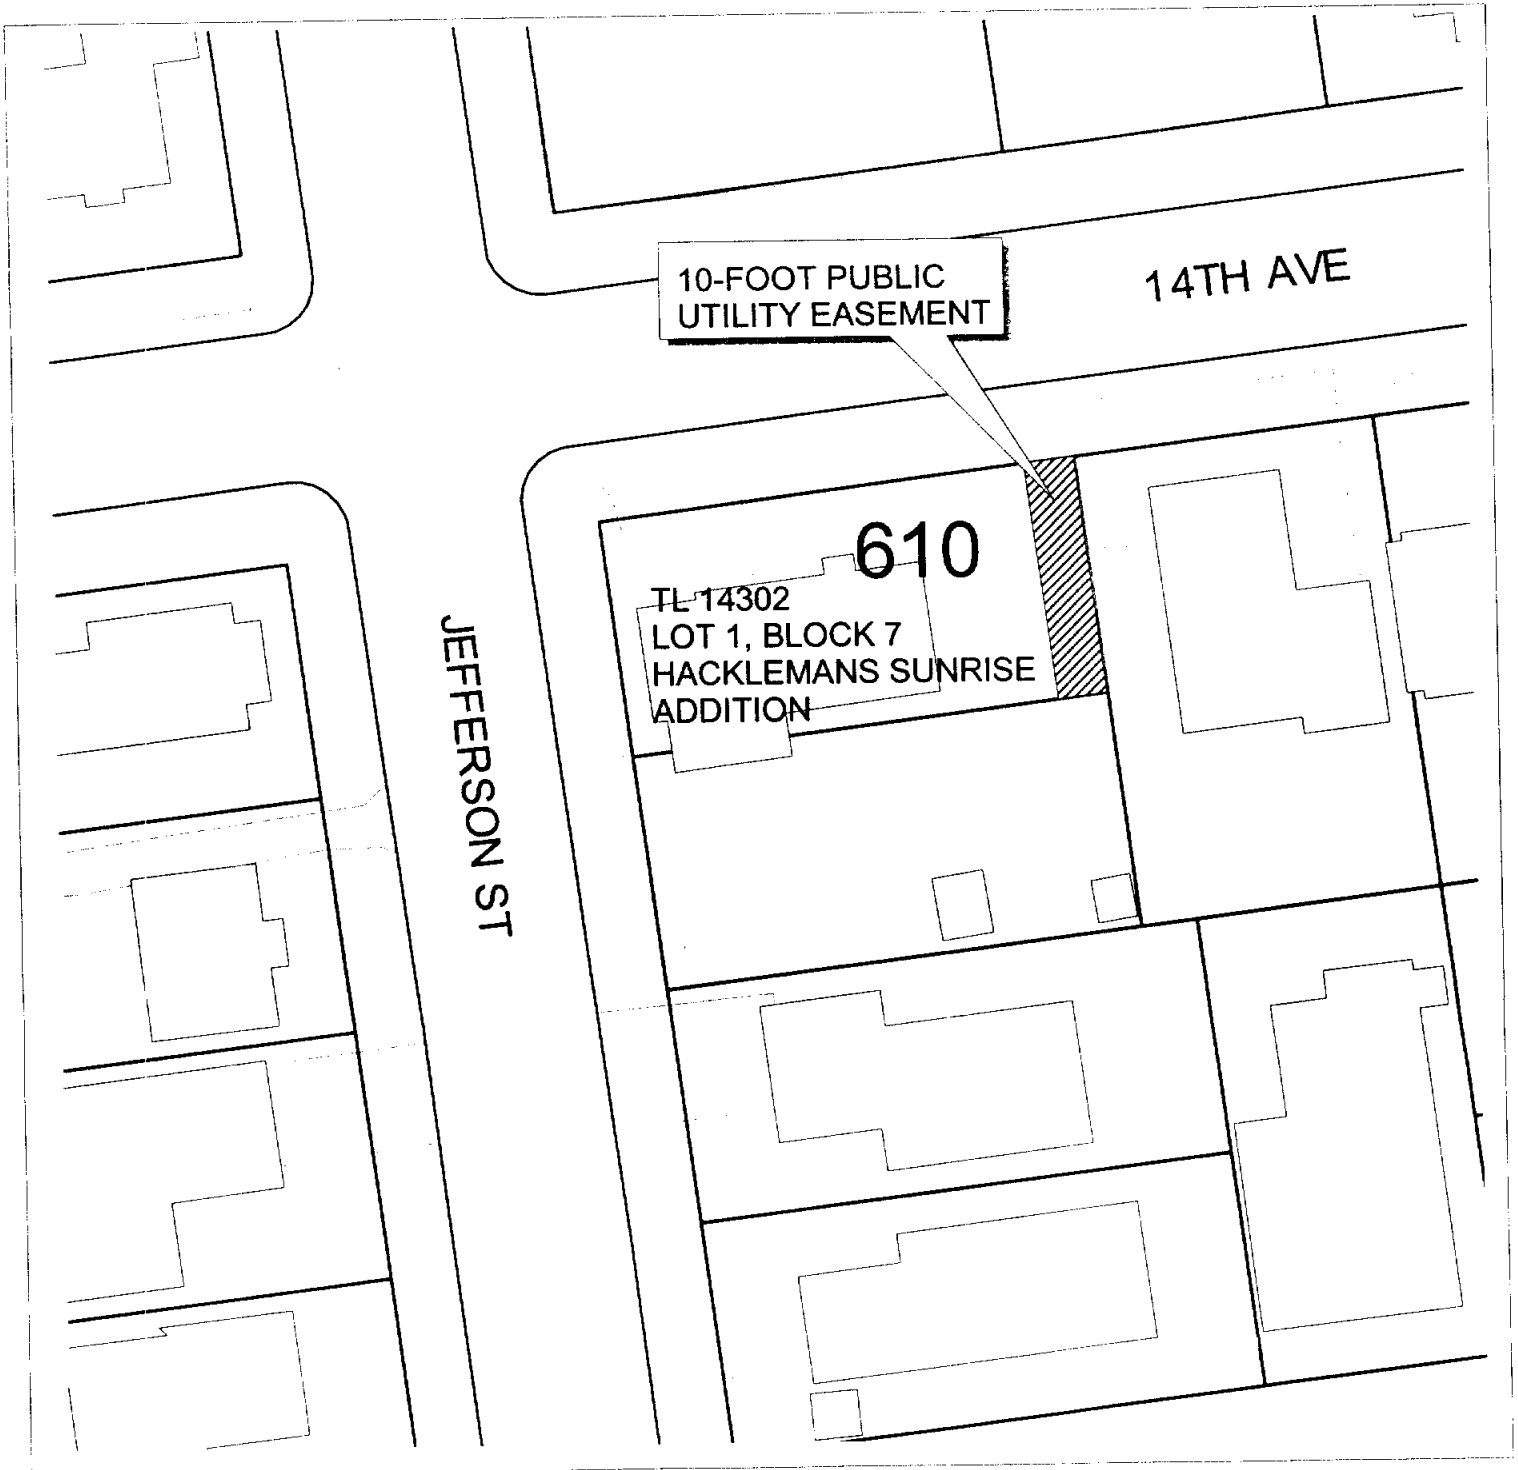 10-FOOT PUBLIC
UTILITY EASEMENT
14TH AVE
610
TL 14302
LOT 1, BLOCK 7
HACKLEMANS SUNRISE
ADDITION
JEFFERSON ST